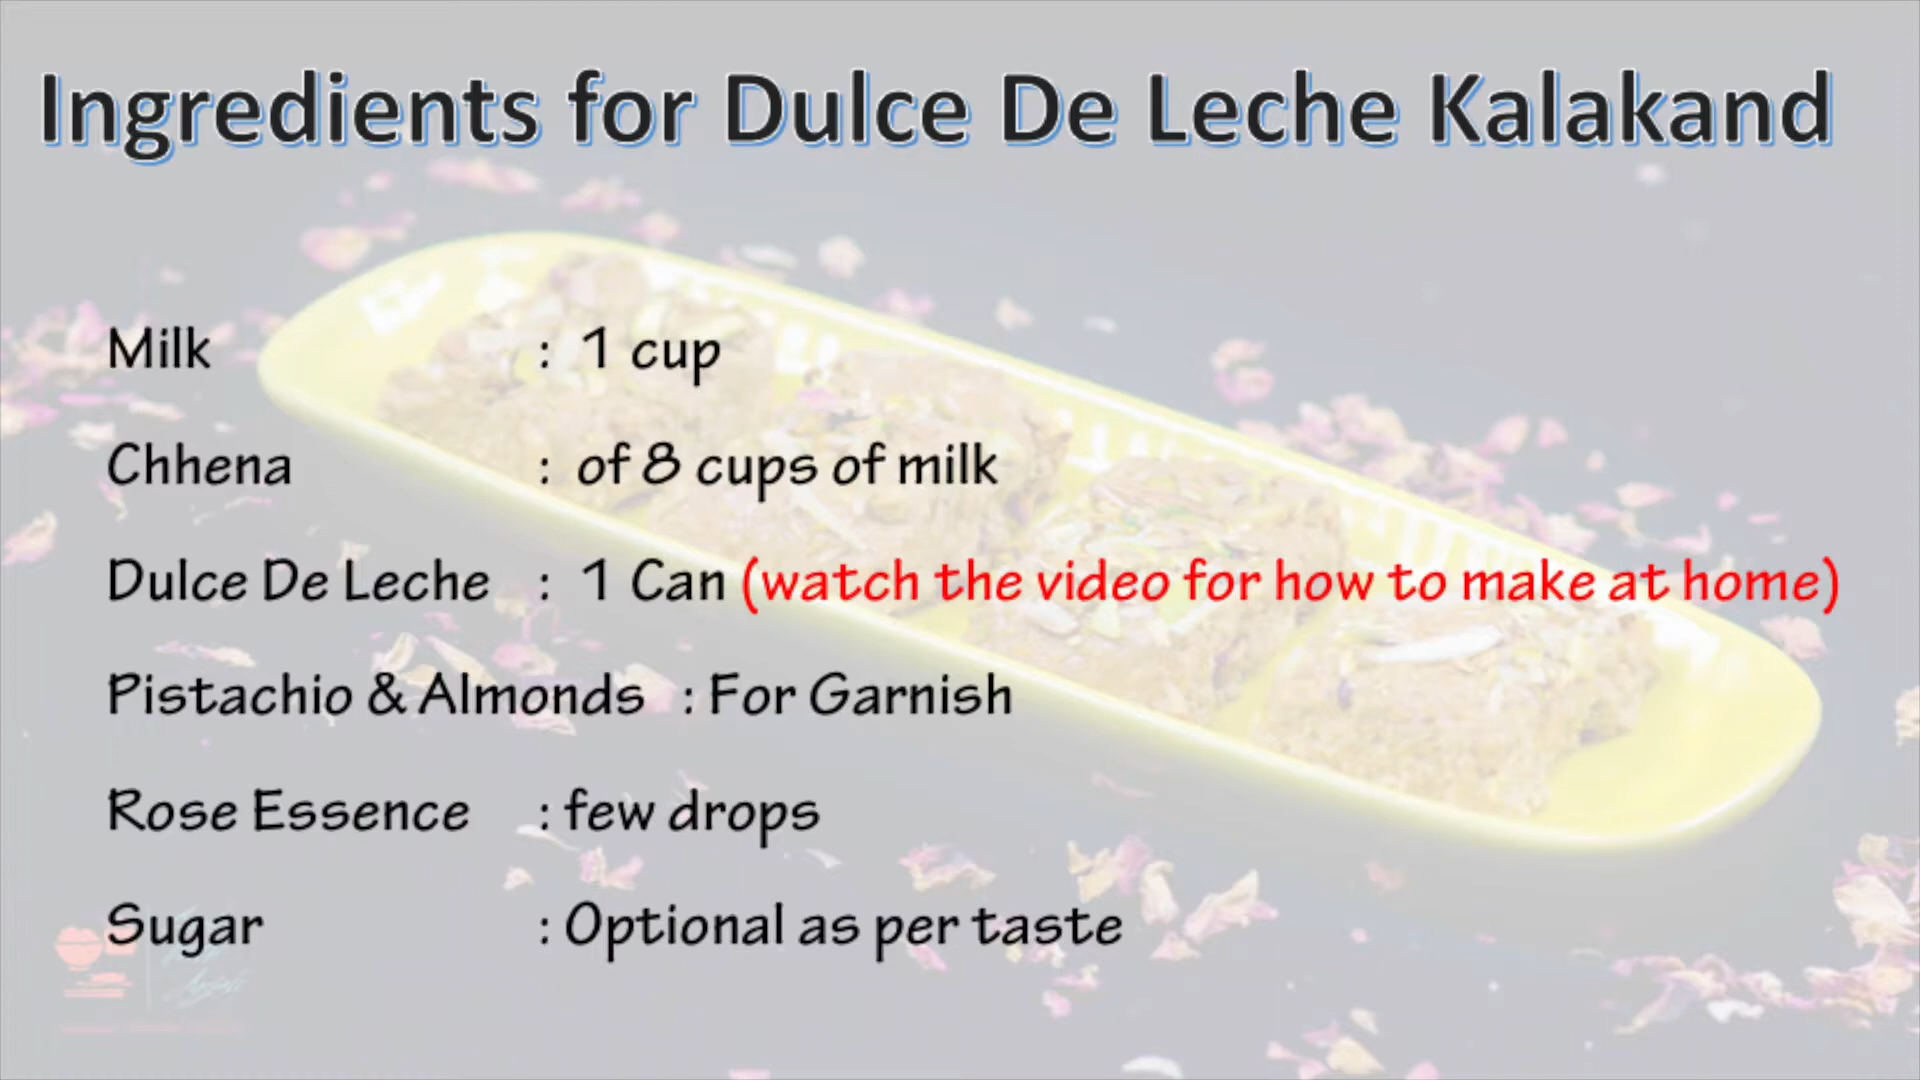 Ingredients for Dulce De Leche Kalakand
Milk : 1 cup
Chhena : of 8 cups of milk
Dulce De Leche : 1 Can (watch the video for how to make at home)
Pistachio & Almonds : For Garnish
Rose Essence : few drops
Sugar : Optional as per taste